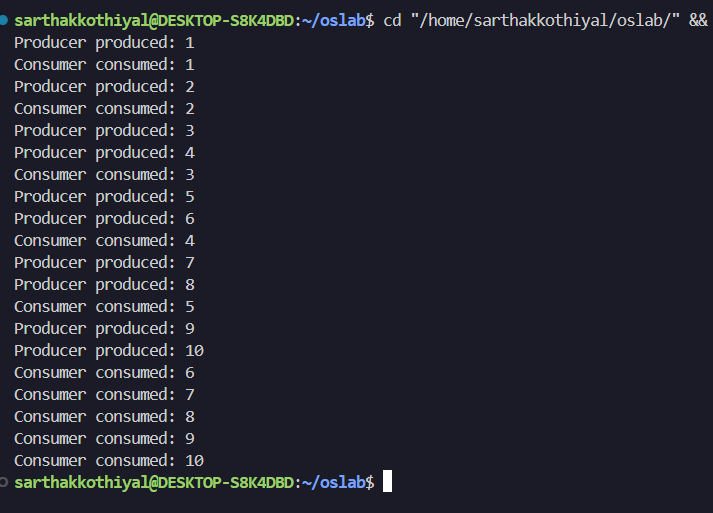 sarthakkothiyal@DESKTOP-S8K4DBD:~/oslab$ cd "/home/sarthakkothiyal/oslab/" &&
Producer produced: 1
Consumer consumed: 1
Producer produced: 2
Consumer consumed: 2
Producer produced: 3
Producer produced: 4
Consumer consumed: 3
Producer produced: 5
Producer produced: 6
Consumer consumed: 4
Producer produced: 7
Producer produced: 8
Consumer consumed: 5
Producer produced: 9
Producer produced: 10
Consumer consumed: 6
Consumer consumed: 7
Consumer consumed: 8
Consumer consumed: 9
Consumer consumed: 10
sarthakkothiyal@DESKTOP-S8K4DBD:~/oslab$